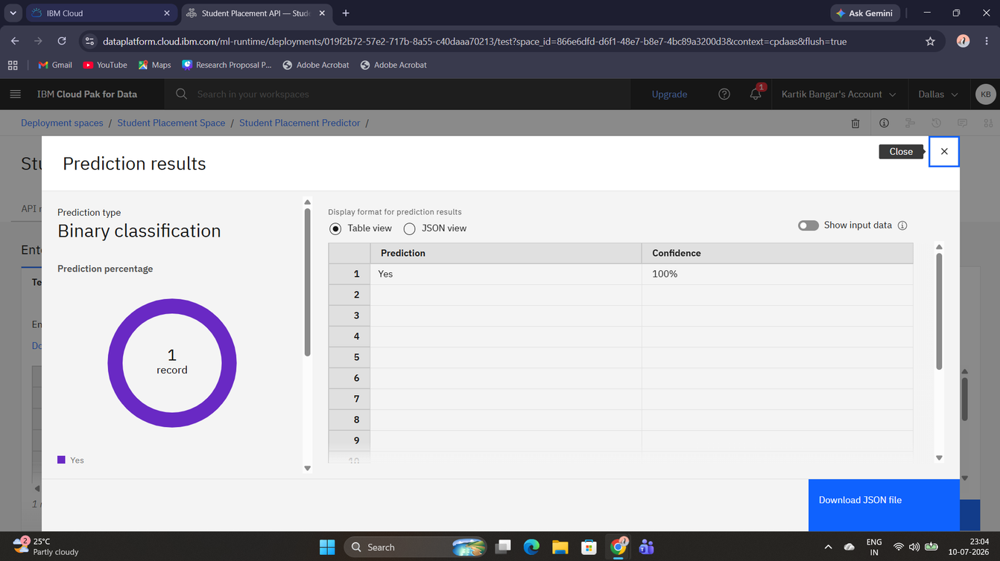 IBM Cloud
Student Placement API — Stude
Ask Gemini
dataplatform.cloud.ibm.com/ml-runtime/deployments/019f2b72-57e2-717b-8a55-c40daaa70213/test?space_id=866e6dfd-d6f1-48e7-b8e7-4bc89a3200d3&context=cpdaas&flush=true
Gmail
YouTube
Maps
Research Proposal P...
Adobe Acrobat
Adobe Acrobat
IBM Cloud Pak for Data
Search in your workspaces
Upgrade
1
Kartik Bangar's Account
Dallas
KB
Deployment spaces / Student Placement Space / Student Placement Predictor /
Stu
API r
Ente
Te
En
Do
1 r
Prediction results
Close
Prediction type
Binary classification
Prediction percentage
1
record
Yes
Display format for prediction results
Table view
JSON view
Show input data
Prediction Confidence
1 Yes 100%
2
3
4
5
6
7
8
9
10
Download JSON file
2
25°C
Partly cloudy
Search
ENG
IN
23:04
10-07-2026